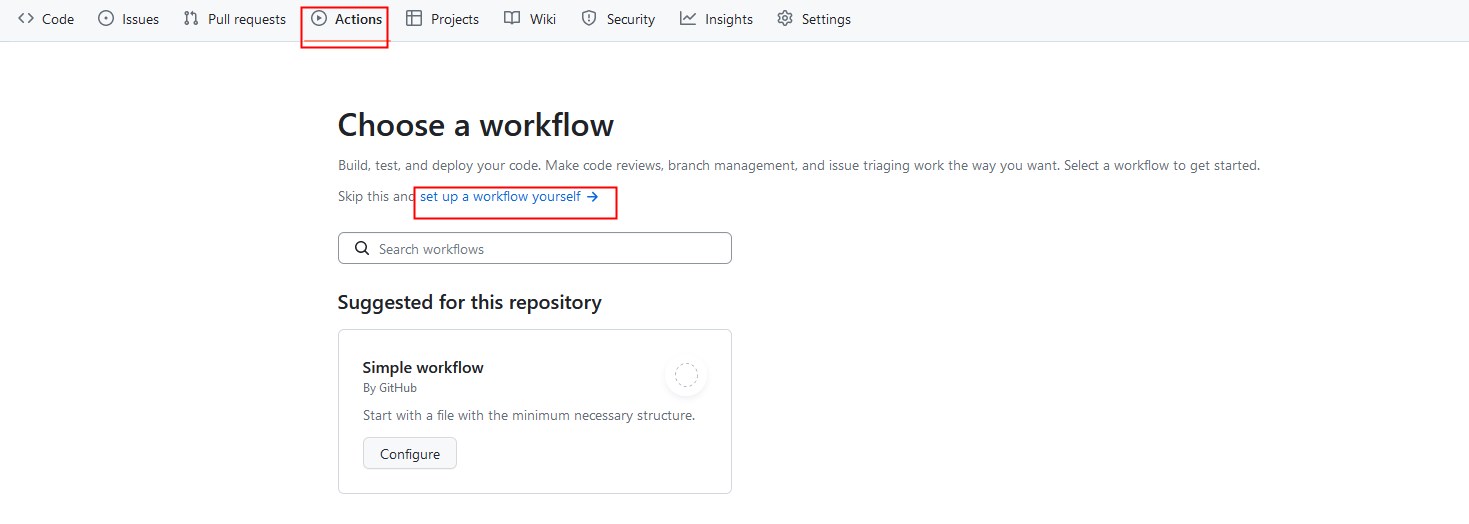 Code Issues Pull requests Actions Projects Wiki Security Insights Settings
Choose a workflow
Build, test, and deploy your code. Make code reviews, branch management, and issue triaging work the way you want. Select a workflow to get started.
Skip this and set up a workflow yourself →
Search workflows
Suggested for this repository
Simple workflow
By GitHub
Start with a file with the minimum necessary structure.
Configure